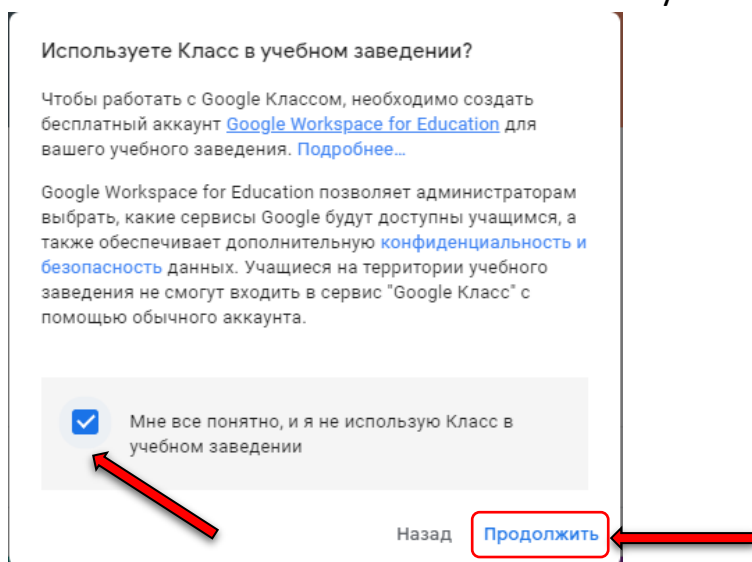 Используете Класс в учебном заведении?
Чтобы работать с Google Классом, необходимо создать
бесплатный аккаунт Google Workspace for Education для
вашего учебного заведения. Подробнее…
Google Workspace for Education позволяет администраторам
выбрать, какие сервисы Google будут доступны учащимся, а
также обеспечивает дополнительную конфиденциальность и
безопасность данных. Учащиеся на территории учебного
заведения не смогут входить в сервис "Google Класс" с
помощью обычного аккаунта.
Мне все понятно, и я не использую Класс в
учебном заведении
Назад Продолжить